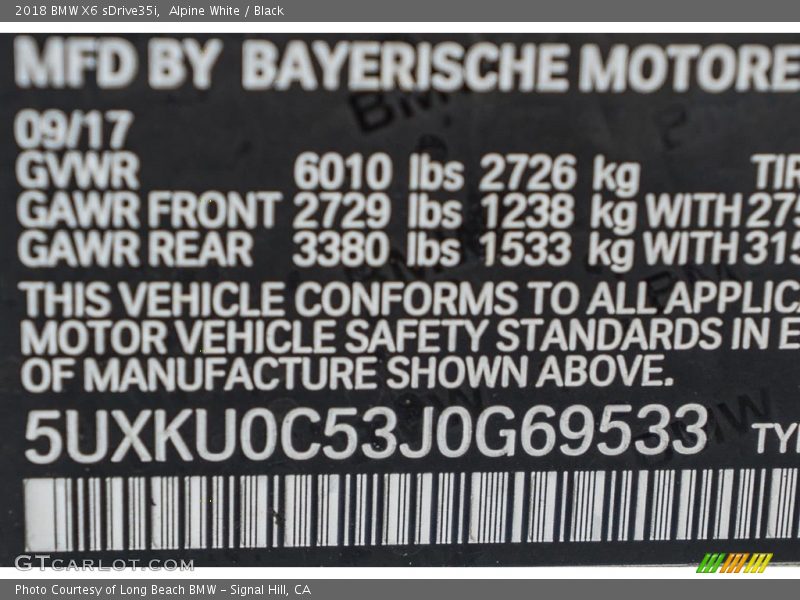 2018 BMW X6 sDrive35i, Alpine White / Black
MFD BY BAYERISCHE MOTORE
09/17
GVWR 6010 lbs 2726 kg TIR
GAWR FRONT 2729 lbs 1238 kg WITH 275
GAWR REAR 3380 lbs 1533 kg WITH 315
THIS VEHICLE CONFORMS TO ALL APPLICA
MOTOR VEHICLE SAFETY STANDARDS IN E
OF MANUFACTURE SHOWN ABOVE.
5UXKU0C53J0G69533 TYP
GTCARLOT.COM
Photo Courtesy of Long Beach BMW – Signal Hill, CA